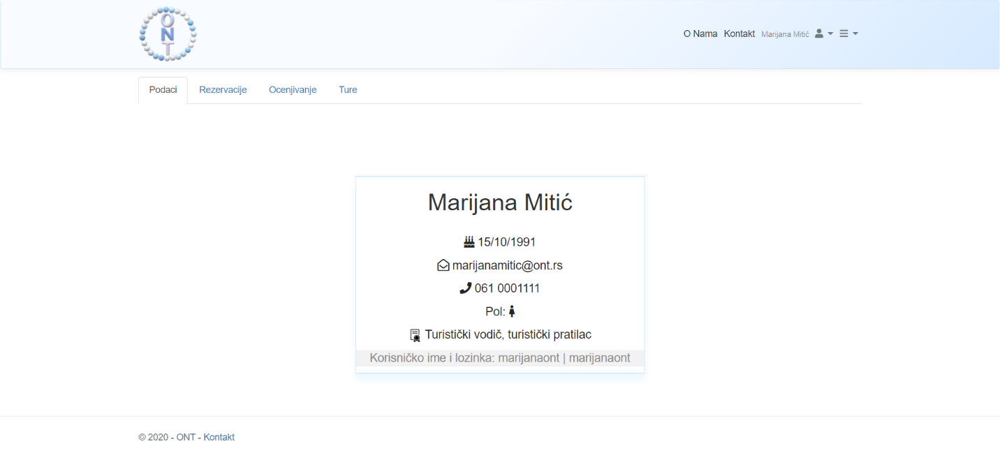 ONT
O Nama Kontakt Marijana Mitić
Podaci Rezervacije Ocenjivanje Ture
Marijana Mitić
15/10/1991
marijanamitic@ont.rs
061 0001111
Pol:
Turistički vodič, turistički pratilac
Korisničko ime i lozinka: marijanaont | marijanaont
© 2020 - ONT - Kontakt